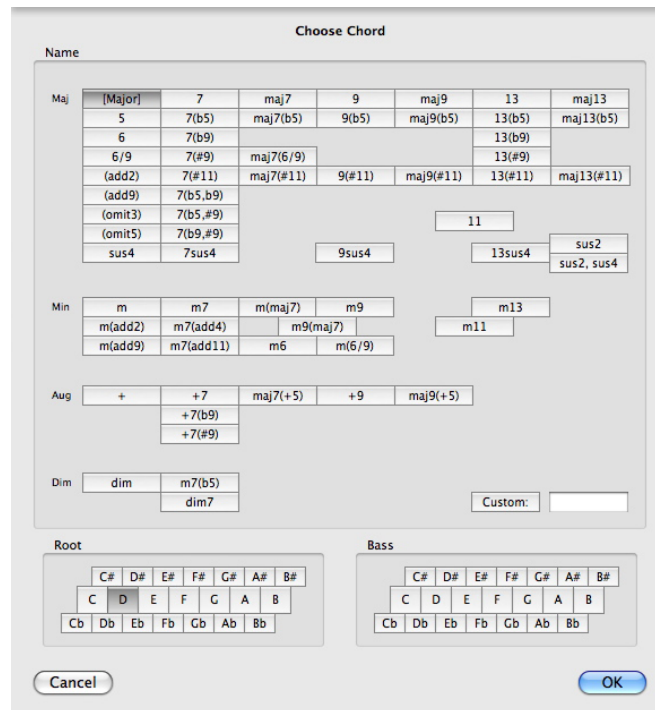 Choose Chord
Name
Maj [Major] 7 maj7 9 maj9 13 maj13
5 7(b5) maj7(b5) 9(b5) maj9(b5) 13(b5) maj13(b5)
6 7(b9) 13(b9)
6/9 7(#9) maj7(6/9) 13(#9)
(add2) 7(#11) maj7(#11) 9(#11) maj9(#11) 13(#11) maj13(#11)
(add9) 7(b5,b9)
(omit3) 7(b5,#9) 11
(omit5) 7(b9,#9)
sus4 7sus4 9sus4 13sus4 sus2
sus2, sus4
Min m m7 m(maj7) m9 m13
m(add2) m7(add4) m9(maj7) m11
m(add9) m7(add11) m6 m(6/9)
Aug + +7 maj7(+5) +9 maj9(+5)
+7(b9)
+7(#9)
Dim dim m7(b5)
dim7 Custom:
Root Bass
C# D# E# F# G# A# B# C# D# E# F# G# A# B#
C D E F G A B C D E F G A B
Cb Db Eb Fb Gb Ab Bb Cb Db Eb Fb Gb Ab Bb
Cancel OK